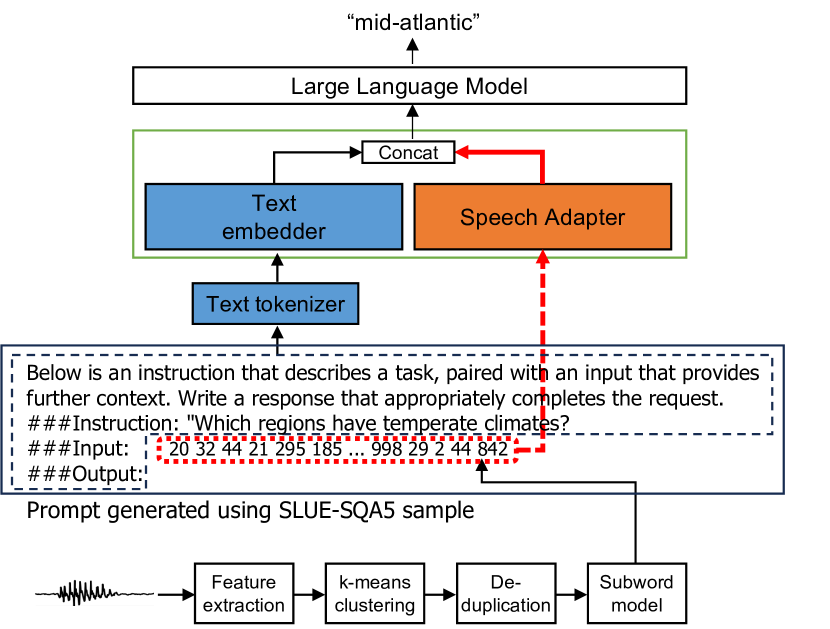 “mid-atlantic”
Large Language Model
Concat
Text
embedder
Speech Adapter
Text tokenizer
Below is an instruction that describes a task, paired with an input that provides
further context. Write a response that appropriately completes the request.
###Instruction: "Which regions have temperate climates?
###Input: 20 32 44 21 295 185 ... 998 29 2 44 842
###Output:
Prompt generated using SLUE-SQA5 sample
Feature
extraction
k-means
clustering
De-
duplication
Subword
model